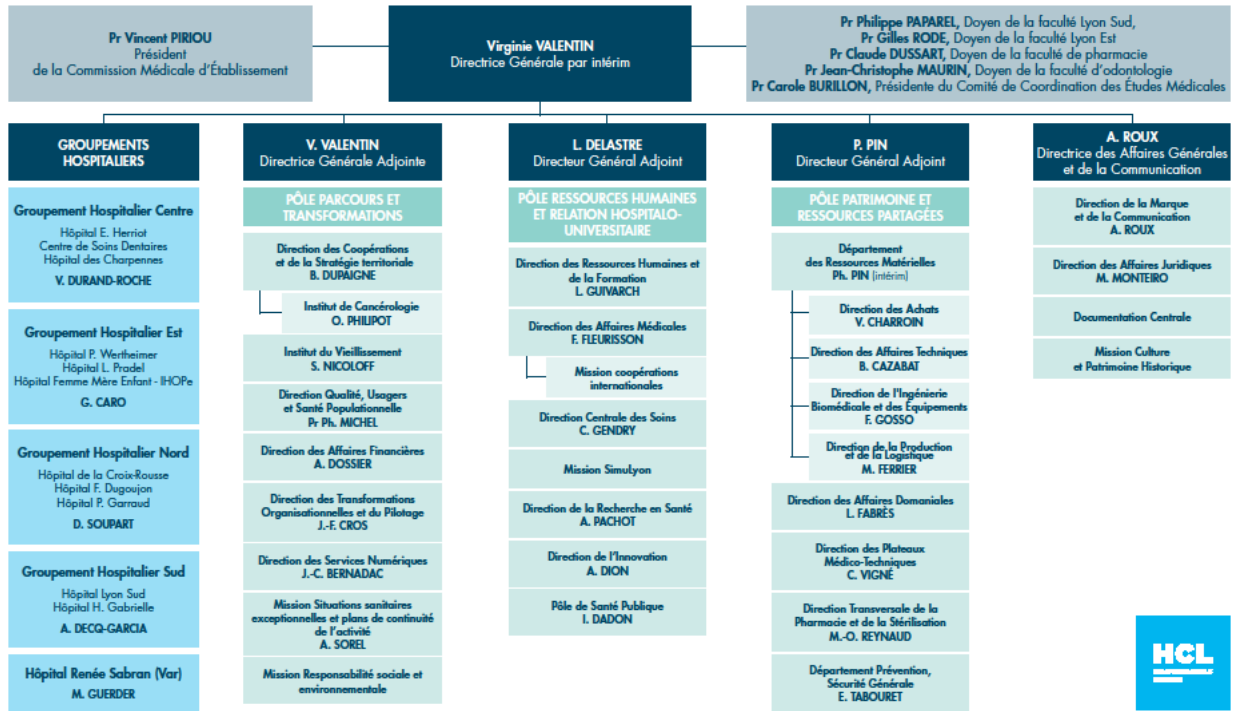 Pr Vincent PIRIOU
Président
de la Commission Médicale d'Établissement
Virginie VALENTIN
Directrice Générale par intérim
Pr Philippe PAPAREL, Doyen de la faculté Lyon Sud,
Pr Gilles RODE, Doyen de la faculté Lyon Est
Pr Claude DUSSART, Doyen de la faculté de pharmacie
Pr Jean-Christophe MAURIN, Doyen de la faculté d'odontologie
Pr Carole BURILLON, Présidente du Comité de Coordination des Études Médicales
GROUPEMENTS
HOSPITALIERS
Groupement Hospitalier Centre
Hôpital E. Herriot
Centre de Soins Dentaires
Hôpital des Charpennes
V. DURAND-ROCHE
Groupement Hospitalier Est
Hôpital P. Wertheimer
Hôpital L. Pradel
Hôpital Femme Mère Enfant - IHOPe
G. CARO
Groupement Hospitalier Nord
Hôpital de la Croix-Rousse
Hôpital F. Dugoujon
Hôpital P. Garraud
D. SOUPART
Groupement Hospitalier Sud
Hôpital Lyon Sud
Hôpital H. Gabrielle
A. DECQ-GARCIA
Hôpital Renée Sabran (Var)
M. GUERDER
V. VALENTIN
Directrice Générale Adjointe
PÔLE PARCOURS ET
TRANSFORMATIONS
Direction des Coopérations
et de la Stratégie territoriale
B. DUPAIGNE
Institut de Cancérologie
O. PHILIPOT
Institut du Vieillissement
S. NICOLOFF
Direction Qualité, Usagers
et Santé Populationnelle
Pr Ph. MICHEL
Direction des Affaires Financières
A. DOSSIER
Direction des Transformations
Organisationnelles et du Pilotage
J.-F. CROS
Direction des Services Numériques
J.-C. BERNADAC
Mission Situations sanitaires
exceptionnelles et plans de continuité
de l'activité
A. SOREL
Mission Responsabilité sociale et
environnementale
L. DELASTRE
Directeur Général Adjoint
PÔLE RESSOURCES HUMAINES
ET RELATION HOSPITALO-
UNIVERSITAIRE
Direction des Ressources Humaines et
de la Formation
L. GUIVARCH
Direction des Affaires Médicales
F. FLEURISSON
Mission coopérations
internationales
Direction Centrale des Soins
C. GENDRY
Mission SimuLyon
Direction de la Recherche en Santé
A. PACHOT
Direction de l'Innovation
A. DION
Pôle de Santé Publique
I. DADON
P. PIN
Directeur Général Adjoint
PÔLE PATRIMOINE ET
RESSOURCES PARTAGÉES
Département
des Ressources Matérielles
Ph. PIN (intérim)
Direction des Achats
V. CHARROIN
Direction des Affaires Techniques
B. CAZABAT
Direction de l'Ingénierie
Biomédicale et des Équipements
F. GOSSO
Direction de la Production
et de la Logistique
M. FERRIER
Direction des Affaires Domaniales
L. FABRÈS
Direction des Plateaux
Médico-Techniques
C. VIGNÉ
Direction Transversale de la
Pharmacie et de la Stérilisation
M.-O. REYNAUD
Département Prévention,
Sécurité Générale
E. TABOURET
A. ROUX
Directrice des Affaires Générales
et de la Communication
Direction de la Marque
et de la Communication
A. ROUX
Direction des Affaires Juridiques
M. MONTEIRO
Documentation Centrale
Mission Culture
et Patrimoine Historique
HCL